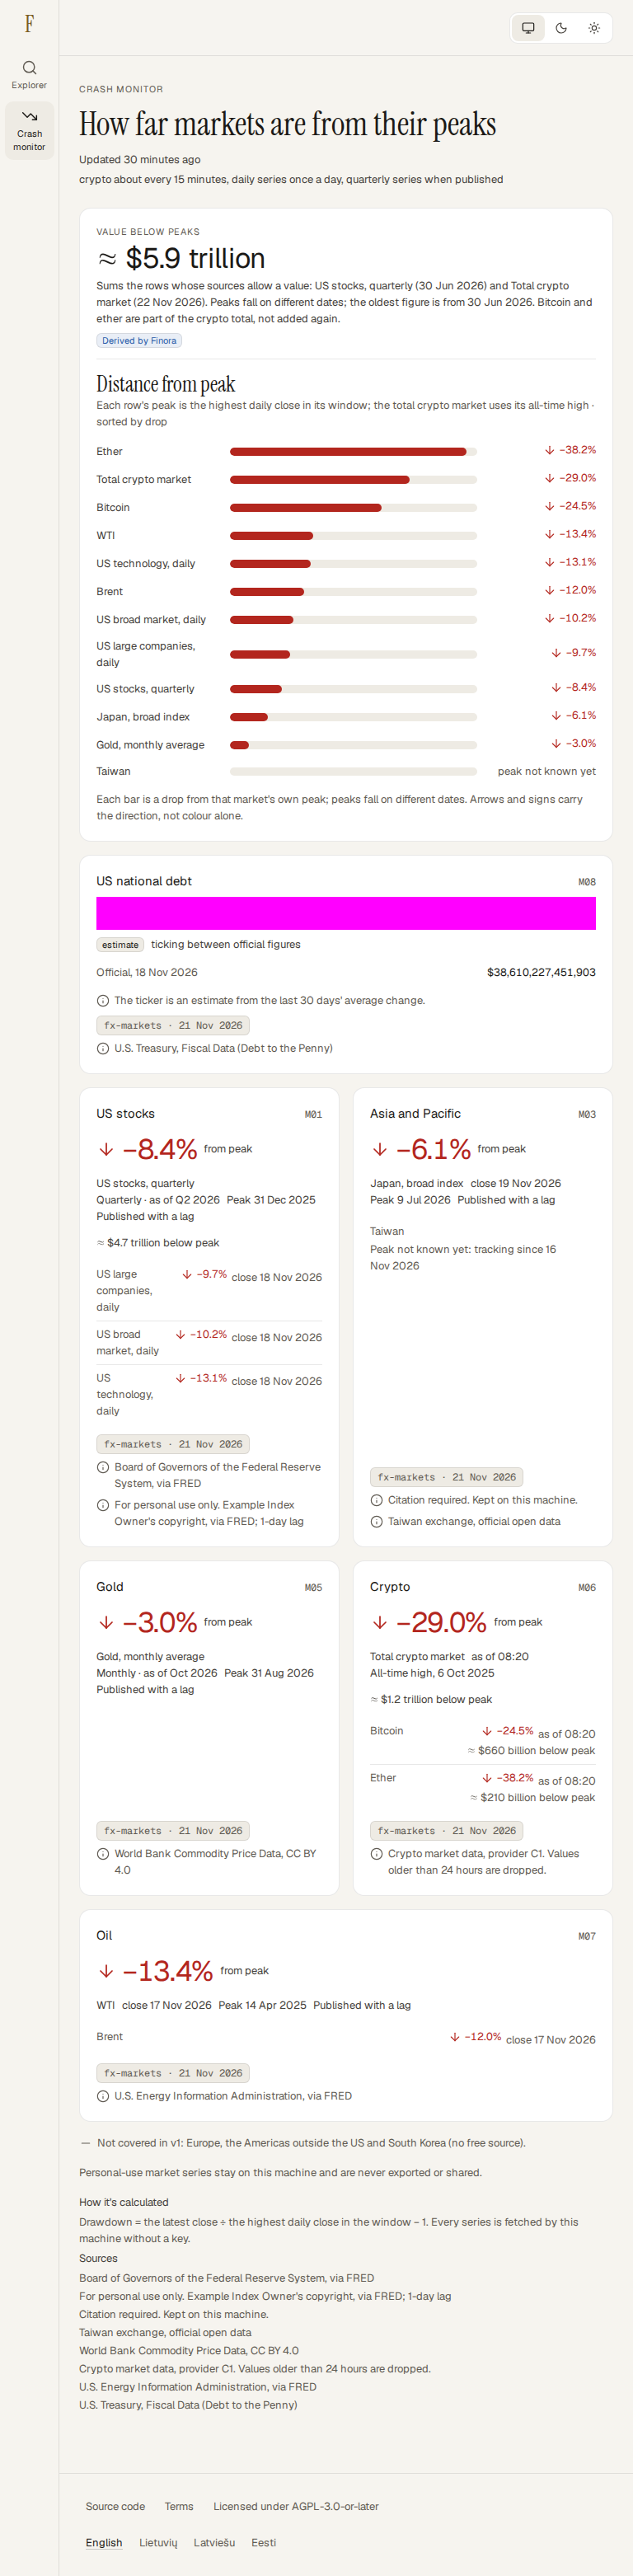 F
Explorer
Crash
monitor
CRASH MONITOR
How far markets are from their peaks
Updated 30 minutes ago
crypto about every 15 minutes, daily series once a day, quarterly series when published
VALUE BELOW PEAKS
≈ $5.9 trillion
Sums the rows whose sources allow a value: US stocks, quarterly (30 Jun 2026) and Total crypto
market (22 Nov 2026). Peaks fall on different dates; the oldest figure is from 30 Jun 2026. Bitcoin and
ether are part of the crypto total, not added again.
Derived by Finora
Distance from peak
Each row's peak is the highest daily close in its window; the total crypto market uses its all-time high ·
sorted by drop
Ether ↓ −38.2%
Total crypto market ↓ −29.0%
Bitcoin ↓ −24.5%
WTI ↓ −13.4%
US technology, daily ↓ −13.1%
Brent ↓ −12.0%
US broad market, daily ↓ −10.2%
US large companies,
daily ↓ −9.7%
US stocks, quarterly ↓ −8.4%
Japan, broad index ↓ −6.1%
Gold, monthly average ↓ −3.0%
Taiwan peak not known yet
Each bar is a drop from that market's own peak; peaks fall on different dates. Arrows and signs carry
the direction, not colour alone.
US national debt M08
estimate ticking between official figures
Official, 18 Nov 2026 $38,610,227,451,903
The ticker is an estimate from the last 30 days' average change.
fx-markets · 21 Nov 2026
U.S. Treasury, Fiscal Data (Debt to the Penny)
US stocks M01
↓ −8.4% from peak
US stocks, quarterly
Quarterly · as of Q2 2026 Peak 31 Dec 2025
Published with a lag
≈ $4.7 trillion below peak
US large
companies,
daily ↓ −9.7% close 18 Nov 2026
US broad
market, daily ↓ −10.2% close 18 Nov 2026
US
technology,
daily ↓ −13.1% close 18 Nov 2026
fx-markets · 21 Nov 2026
Board of Governors of the Federal Reserve
System, via FRED
For personal use only. Example Index
Owner's copyright, via FRED; 1-day lag
Asia and Pacific M03
↓ −6.1% from peak
Japan, broad index close 19 Nov 2026
Peak 9 Jul 2026 Published with a lag
Taiwan
Peak not known yet: tracking since 16
Nov 2026
fx-markets · 21 Nov 2026
Citation required. Kept on this machine.
Taiwan exchange, official open data
Gold M05
↓ −3.0% from peak
Gold, monthly average
Monthly · as of Oct 2026 Peak 31 Aug 2026
Published with a lag
fx-markets · 21 Nov 2026
World Bank Commodity Price Data, CC BY
4.0
Crypto M06
↓ −29.0% from peak
Total crypto market as of 08:20
All-time high, 6 Oct 2025
≈ $1.2 trillion below peak
Bitcoin ↓ −24.5% as of 08:20
≈ $660 billion below peak
Ether ↓ −38.2% as of 08:20
≈ $210 billion below peak
fx-markets · 21 Nov 2026
Crypto market data, provider C1. Values
older than 24 hours are dropped.
Oil M07
↓ −13.4% from peak
WTI close 17 Nov 2026 Peak 14 Apr 2025 Published with a lag
Brent ↓ −12.0% close 17 Nov 2026
fx-markets · 21 Nov 2026
U.S. Energy Information Administration, via FRED
— Not covered in v1: Europe, the Americas outside the US and South Korea (no free source).
Personal-use market series stay on this machine and are never exported or shared.
How it's calculated
Drawdown = the latest close ÷ the highest daily close in the window − 1. Every series is fetched by this
machine without a key.
Sources
Board of Governors of the Federal Reserve System, via FRED
For personal use only. Example Index Owner's copyright, via FRED; 1-day lag
Citation required. Kept on this machine.
Taiwan exchange, official open data
World Bank Commodity Price Data, CC BY 4.0
Crypto market data, provider C1. Values older than 24 hours are dropped.
U.S. Energy Information Administration, via FRED
U.S. Treasury, Fiscal Data (Debt to the Penny)
Source code Terms Licensed under AGPL-3.0-or-later
English Lietuvių Latviešu Eesti